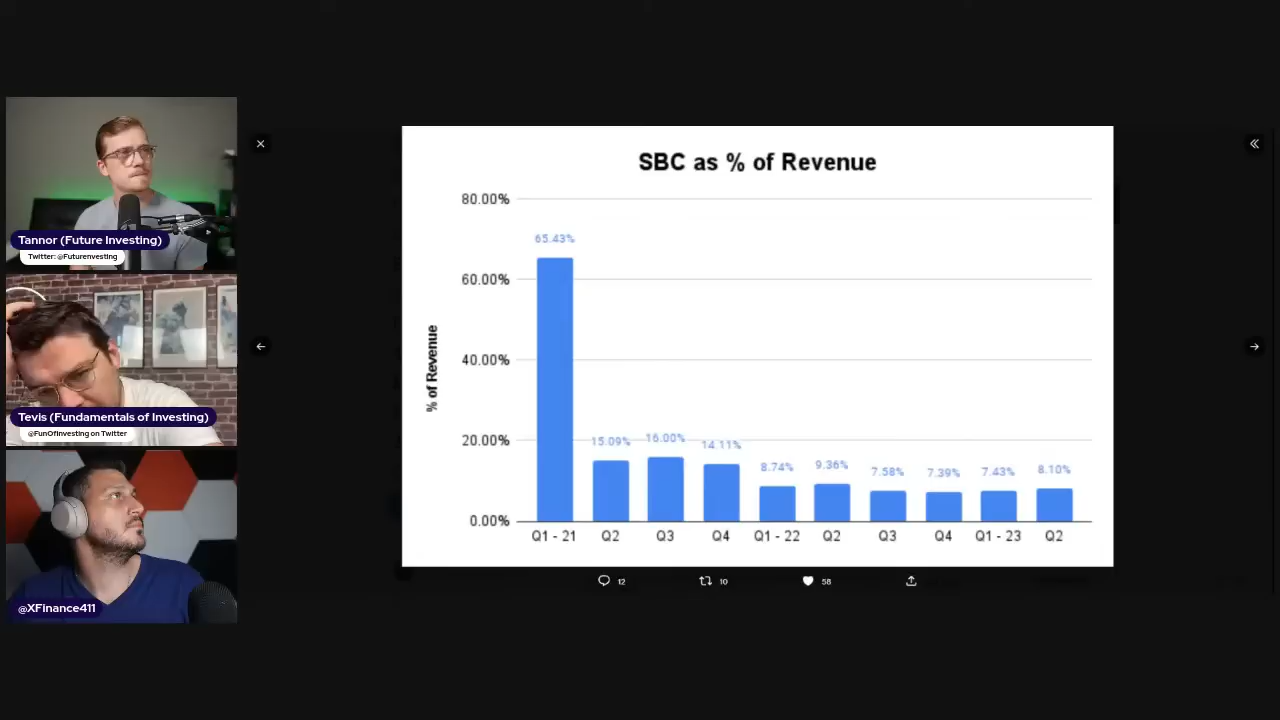 Tannor (Future Investing)
Twitter: @Futurenvesting
Tevis (Fundamentals of Investing)
@FunOfInvesting on Twitter
@XFinance411
SBC as % of Revenue
% of Revenue
80.00%
60.00%
40.00%
20.00%
0.00%
65.43%
15.09%
16.00%
14.11%
8.74%
9.36%
7.58%
7.39%
7.43%
8.10%
Q1 - 21
Q2
Q3
Q4
Q1 - 22
Q2
Q3
Q4
Q1 - 23
Q2
12
10
58